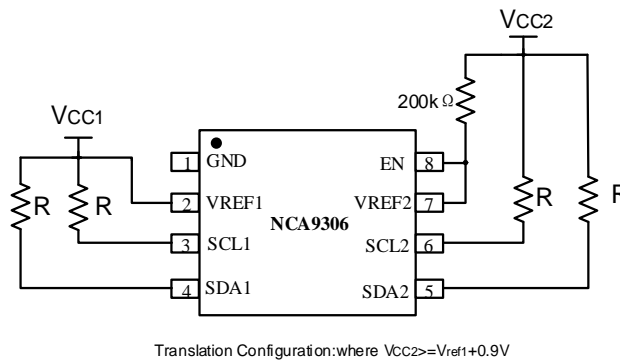 VCC2
200kΩ
VCC1
1 GND
EN 8
R R
2 VREF1
VREF2 7
R R
NCA9306
3 SCL1
SCL2 6
4 SDA1
SDA2 5
Translation Configuration:where VCC2>=Vref1+0.9V